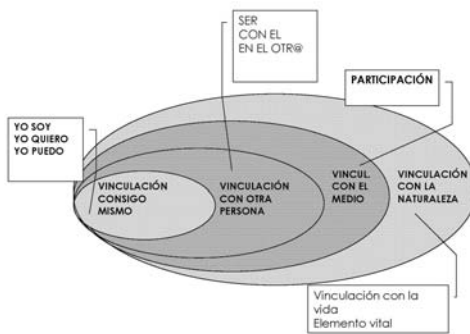 SER
CON EL
EN EL OTR@
PARTICIPACIÓN
YO SOY
YO QUIERO
YO PUEDO
VINCULACIÓN
CONSIGO
MISMO
VINCULACIÓN
CON OTRA
PERSONA
VINCUL.
CON EL
MEDIO
VINCULACIÓN
CON LA
NATURALEZA
Vinculación con la
vida
Elemento vital